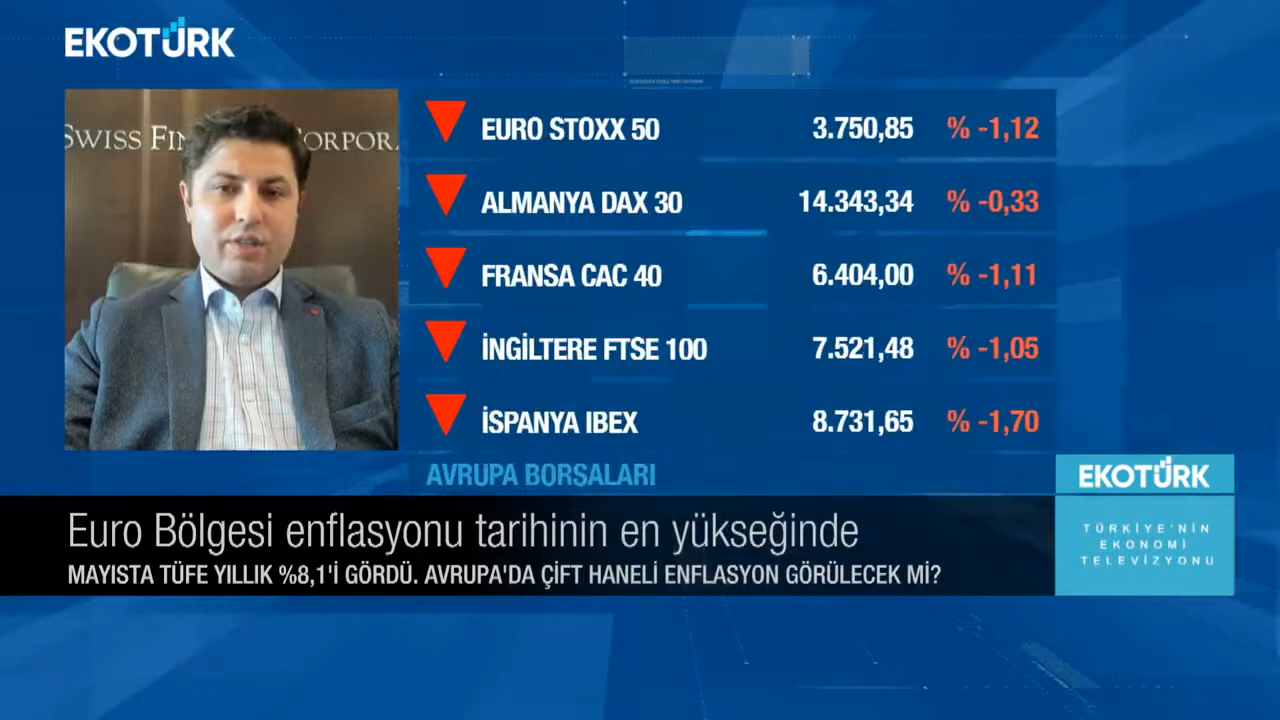 EKOTÜRK
SWISS FIN CORPORA
EURO STOXX 50 3.750,85 % -1,12
ALMANYA DAX 30 14.343,34 % -0,33
FRANSA CAC 40 6.404,00 % -1,11
İNGİLTERE FTSE 100 7.521,48 % -1,05
İSPANYA IBEX 8.731,65 % -1,70
AVRUPA BORSALARI
EKOTÜRK
Euro Bölgesi enflasyonu tarihinin en yükseğinde
MAYISTA TÜFE YILLIK %8,1'İ GÖRDÜ. AVRUPA'DA ÇİFT HANELİ ENFLASYON GÖRÜLECEK Mİ?
TÜRKİYE'NİN
EKONOMİ
TELEVİZYONU